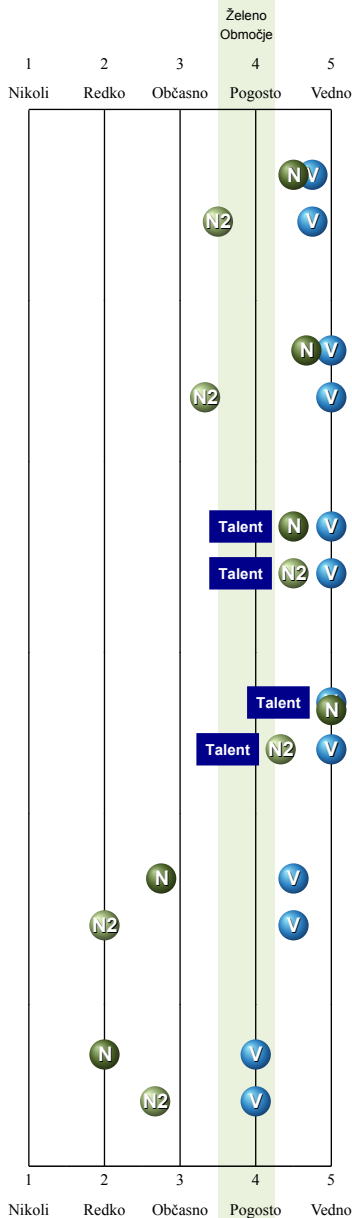 Želeno
Območje
1 2 3 4 5
Nikoli Redko Občasno Pogosto Vedno
N V
N2 V
N V
N2 V
Talent N V
Talent N2 V
Talent V
N
Talent N2 V
N V
N2 V
N V
N2 V
1 2 3 4 5
Nikoli Redko Občasno Pogosto Vedno